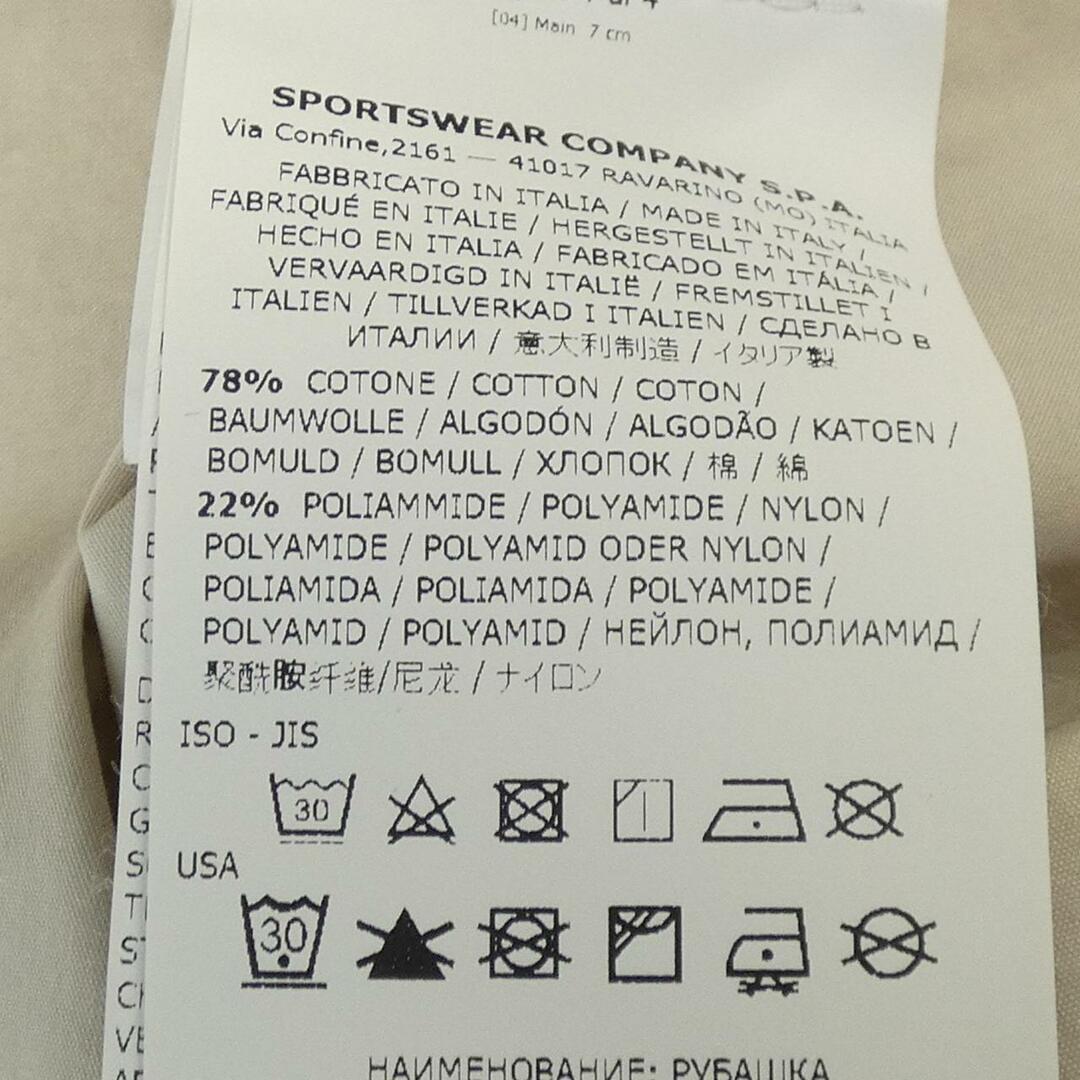 [04] Main 7 cm
SPORTSWEAR COMPANY S.P.A.
Via Confine,2161 — 41017 RAVARINO (MO) ITALIA
FABBRICATO IN ITALIA / MADE IN ITALY /
FABRIQUÉ EN ITALIE / HERGESTELLT IN ITALIEN /
HECHO EN ITALIA / FABRICADO EM ITÁLIA /
VERVAARDIGD IN ITALIË / FREMSTILLET I
ITALIEN / TILLVERKAD I ITALIEN / СДЕЛАНО В
ИТАЛИИ / 意大利制造 / イタリア製
78% COTONE / COTTON / COTON /
BAUMWOLLE / ALGODÓN / ALGODÃO / KATOEN /
BOMULD / BOMULL / ХЛОПОК / 棉 / 綿
22% POLIAMMIDE / POLYAMIDE / NYLON /
POLYAMIDE / POLYAMID ODER NYLON /
POLIAMIDA / POLIAMIDA / POLYAMIDE /
POLYAMID / POLYAMID / НЕЙЛОН, ПОЛИАМИД /
聚酰胺纤维/尼龙 / ナイロン
ISO - JIS
30
USA
30
НАИМЕНОВАНИЕ: РУБАШКА